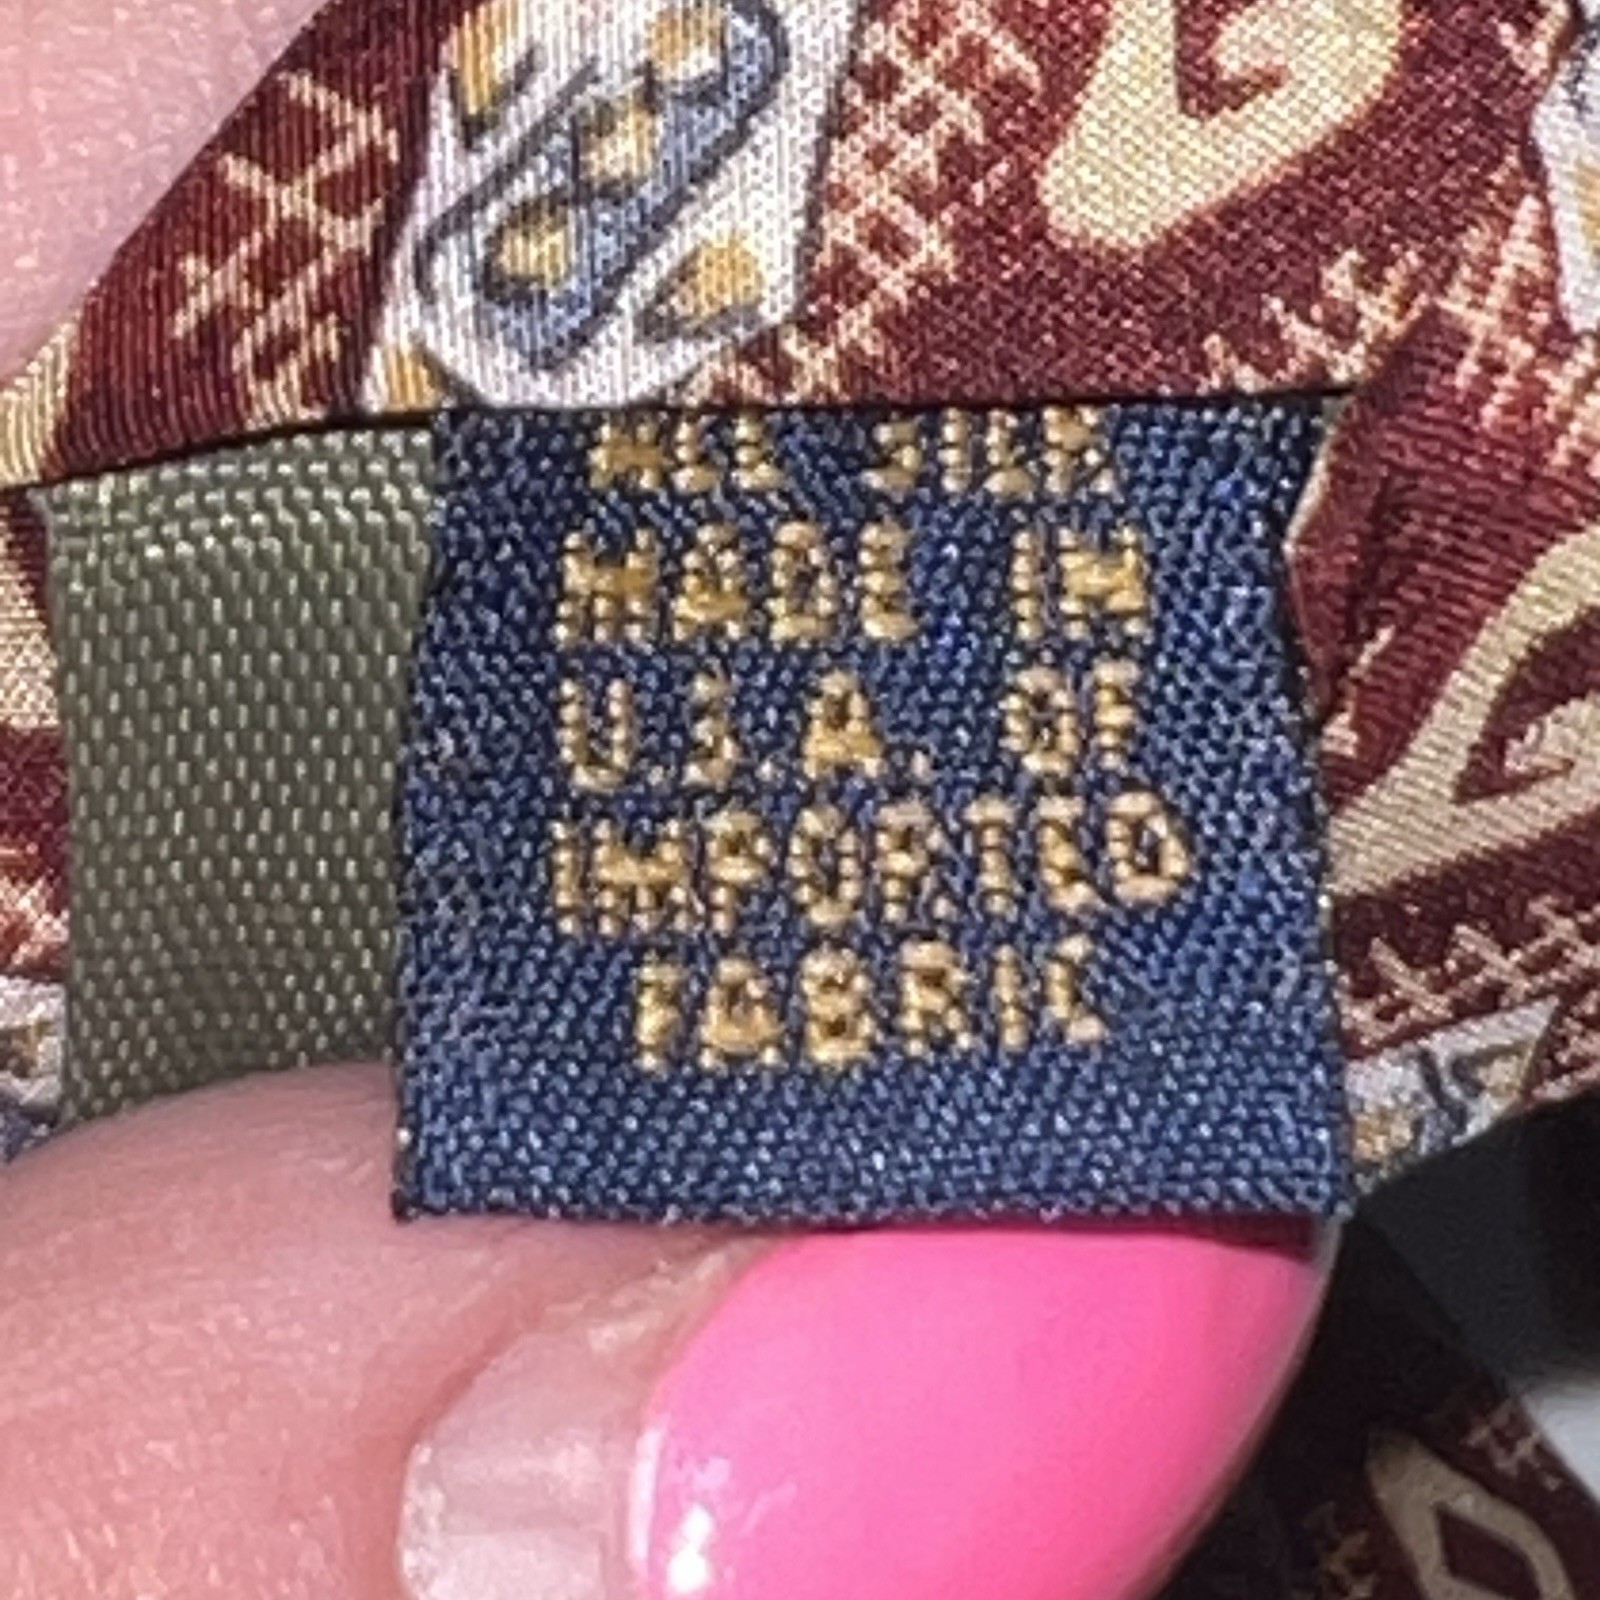 ALL SILK
MADE IN
U.S.A. OF
IMPORTED
FABRIC